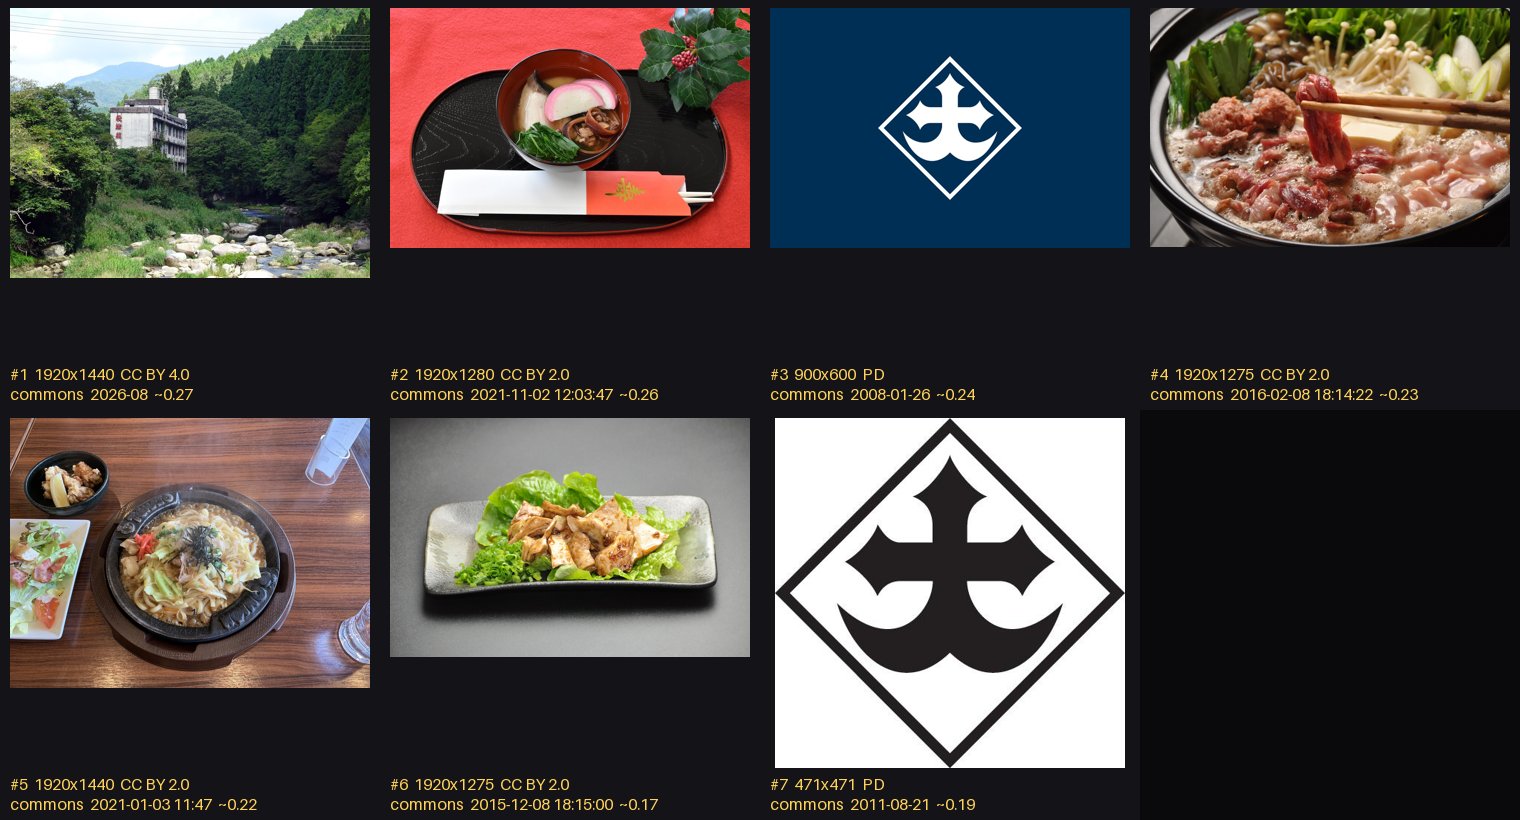 #1 1920x1440 CC BY 4.0
commons 2026-08 ~0.27
#2 1920x1280 CC BY 2.0
commons 2021-11-02 12:03:47 ~0.26
#3 900x600 PD
commons 2008-01-26 ~0.24
#4 1920x1275 CC BY 2.0
commons 2016-02-08 18:14:22 ~0.23
#5 1920x1440 CC BY 2.0
commons 2021-01-03 11:47 ~0.22
#6 1920x1275 CC BY 2.0
commons 2015-12-08 18:15:00 ~0.17
#7 471x471 PD
commons 2011-08-21 ~0.19